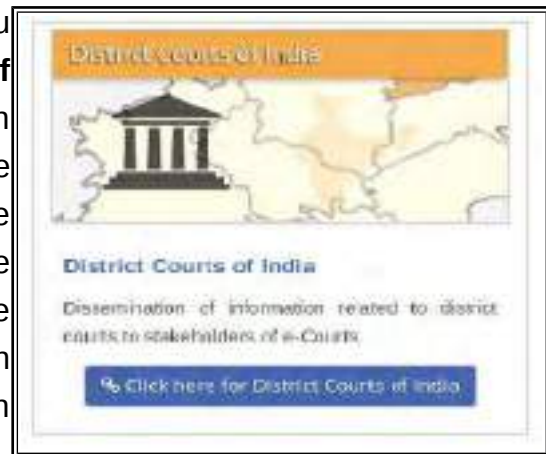 u
f
n
e
e
e
e
n
n
District Courts of India
District Courts of India
Dissemination of information related to district
courts to stakeholders of e-Courts
Click here for District Courts of India